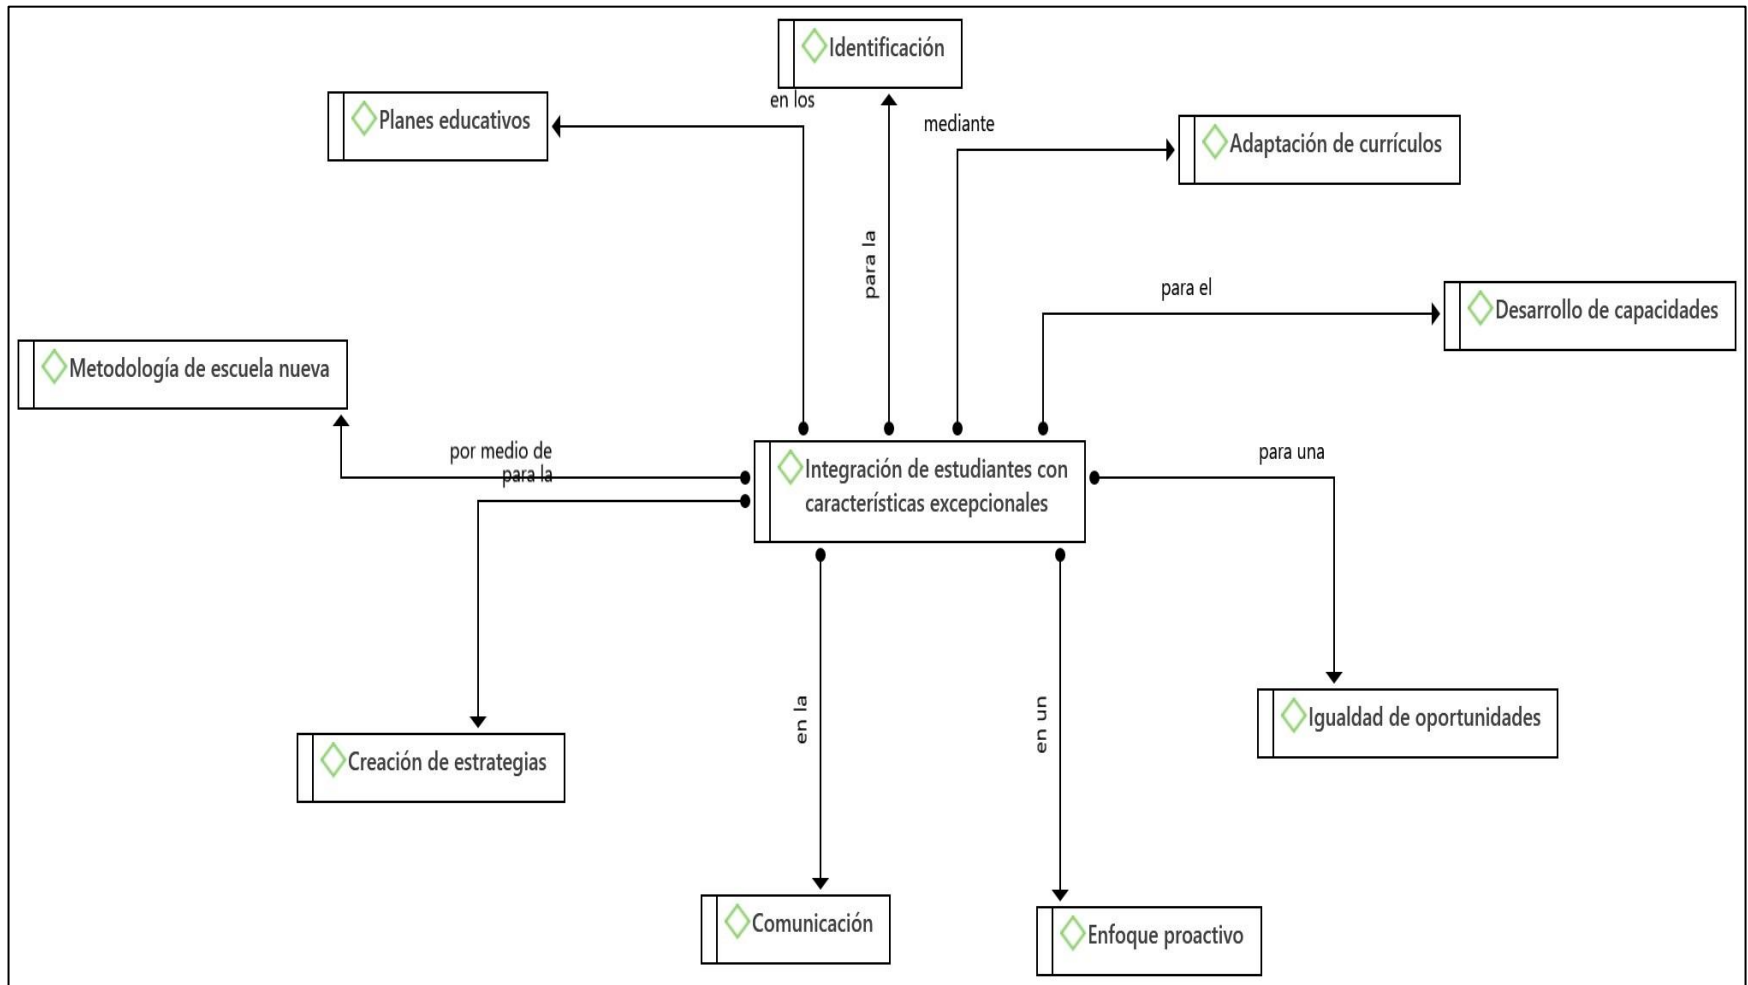 Identificación
en los
Planes educativos
mediante
Adaptación de currículos
para la
para el
Desarrollo de capacidades
Metodología de escuela nueva
por medio de
para la
Integración de estudiantes con
características excepcionales
para una
en la
en un
Igualdad de oportunidades
Creación de estrategias
Comunicación
Enfoque proactivo